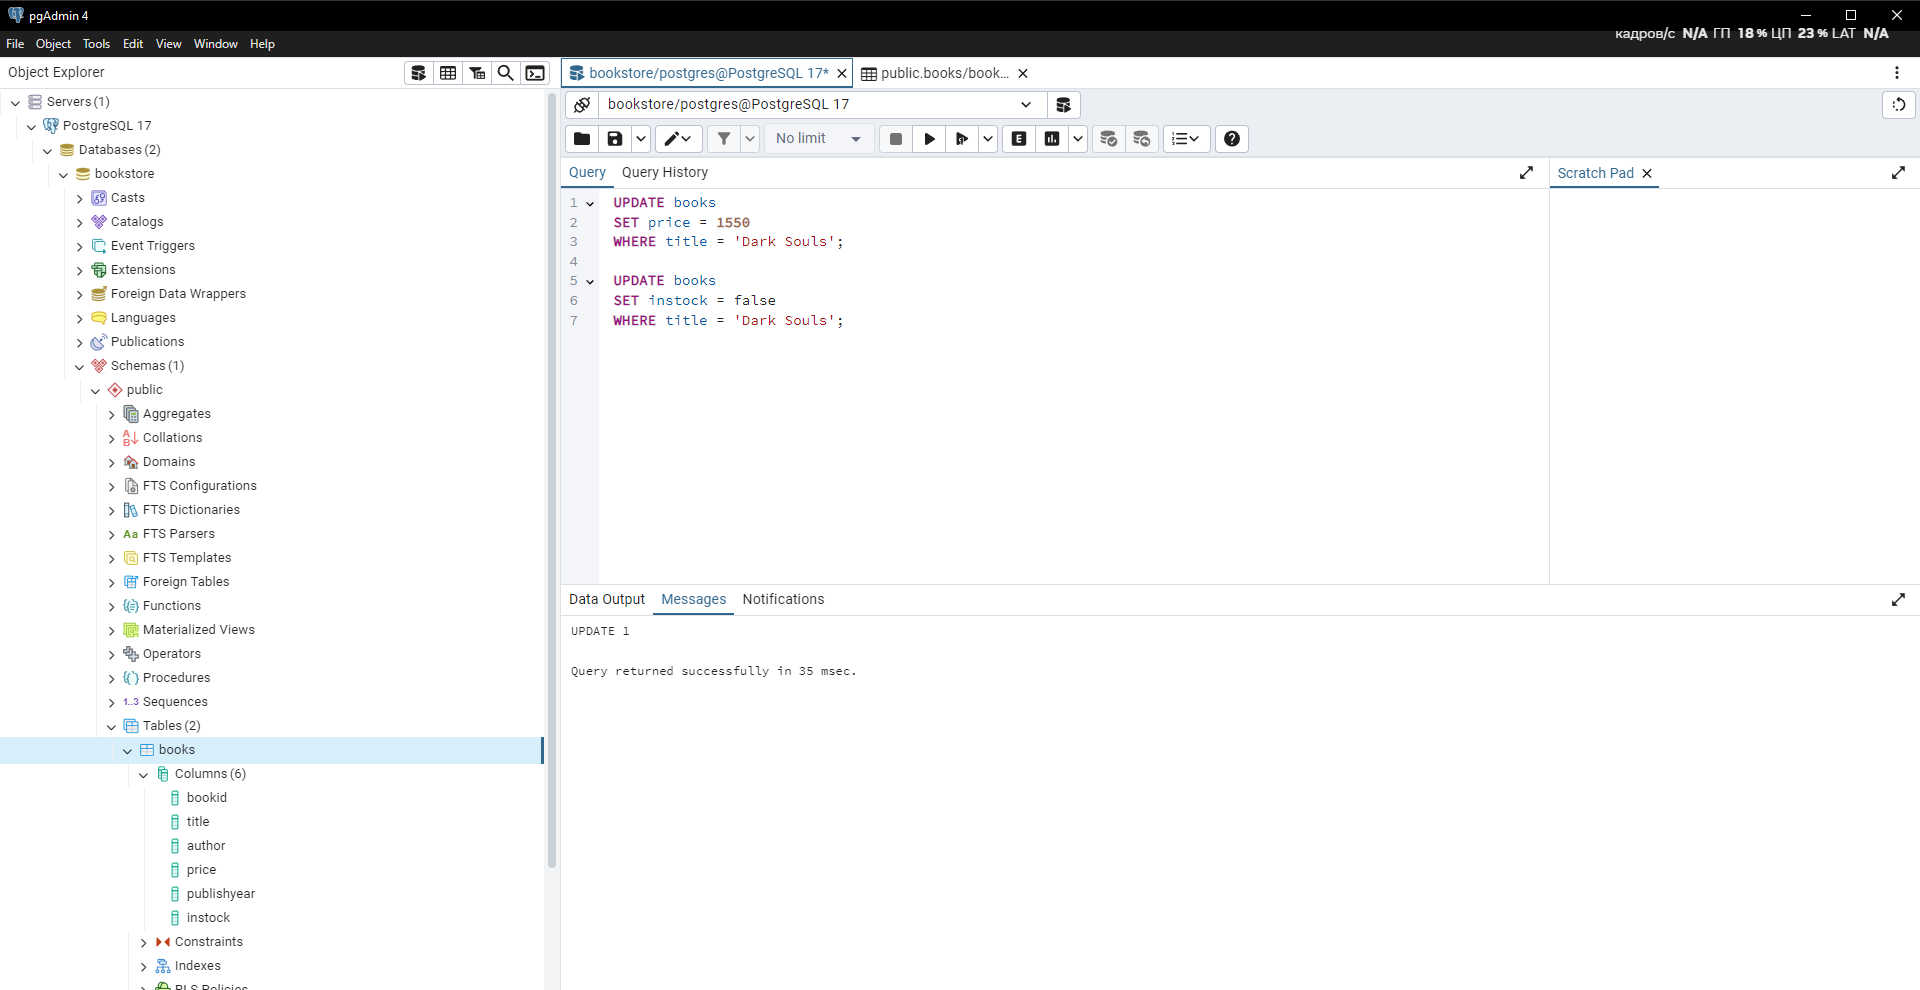 pgAdmin 4
File Object Tools Edit View Window Help
кадров/с N/A ГП 18 % ЦП 23 % LAT N/A
Object Explorer
bookstore/postgres@PostgreSQL 17*
public.books/book...
Servers (1)
PostgreSQL 17
Databases (2)
bookstore
Casts
Catalogs
Event Triggers
Extensions
Foreign Data Wrappers
Languages
Publications
Schemas (1)
public
Aggregates
Collations
Domains
FTS Configurations
FTS Dictionaries
Aa FTS Parsers
FTS Templates
Foreign Tables
Functions
Materialized Views
Operators
Procedures
1..3 Sequences
Tables (2)
books
Columns (6)
bookid
title
author
price
publishyear
instock
Constraints
Indexes
RLS Policies
bookstore/postgres@PostgreSQL 17
No limit
E
Query Query History
Scratch Pad
1 UPDATE books
2 SET price = 1550
3 WHERE title = 'Dark Souls';
4
5 UPDATE books
6 SET instock = false
7 WHERE title = 'Dark Souls';
Data Output Messages Notifications
UPDATE 1
Query returned successfully in 35 msec.